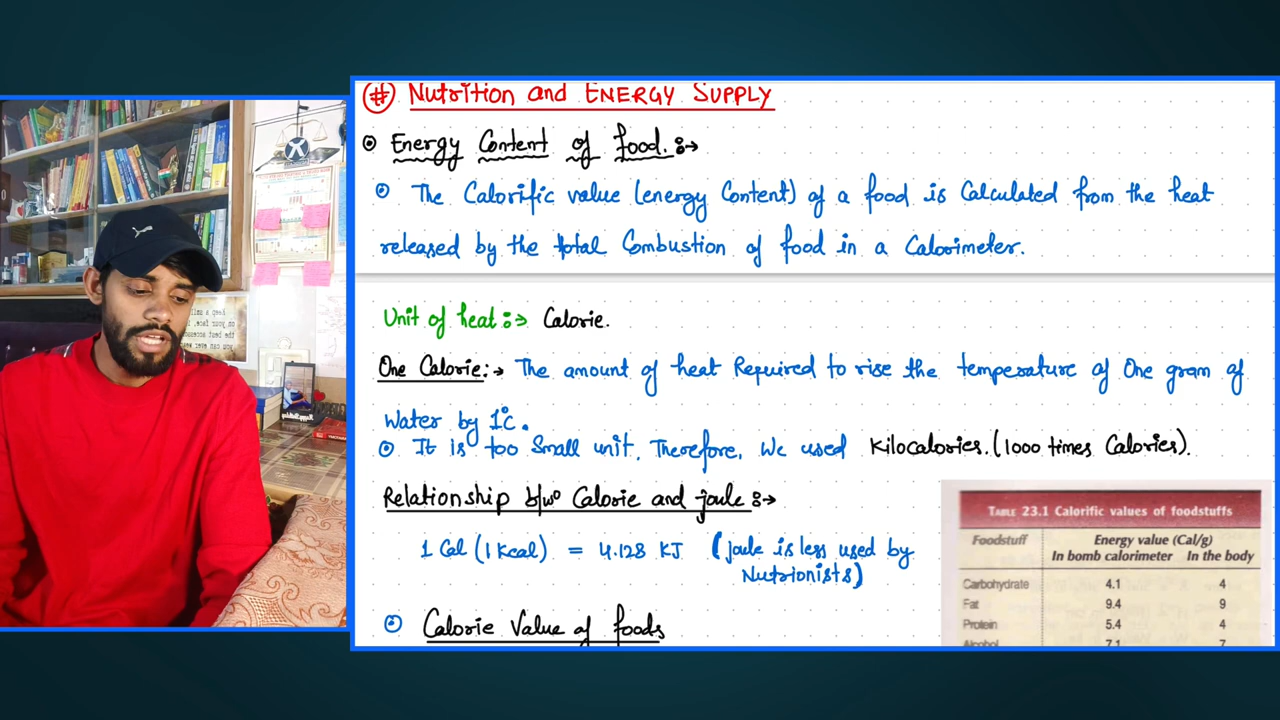 # Nutrition and ENERGY SUPPLY
Energy Content of food. :→
The Calorific value (energy Content) of a food is Calculated from the heat
released by the total Combustion of food in a Calorimeter.
Unit of heat :→ Calorie.
One Calorie :→ The amount of heat Required to rise the temperature of One gram of
Water by 1°C.
It is too Small unit, Therefore, We used Kilocalories. (1000 times Calories).
Relationship b/w Calorie and joule :→
1 Cal (1 Kcal) = 4.128 KJ (joule is less used by
Nutrionists)
Calorie Value of foods
TABLE 23.1 Calorific values of foodstuffs
Foodstuff Energy value (Cal/g)
In bomb calorimeter In the body
Carbohydrate 4.1 4
Fat 9.4 9
Protein 5.4 4
Alcohol 7.1 7